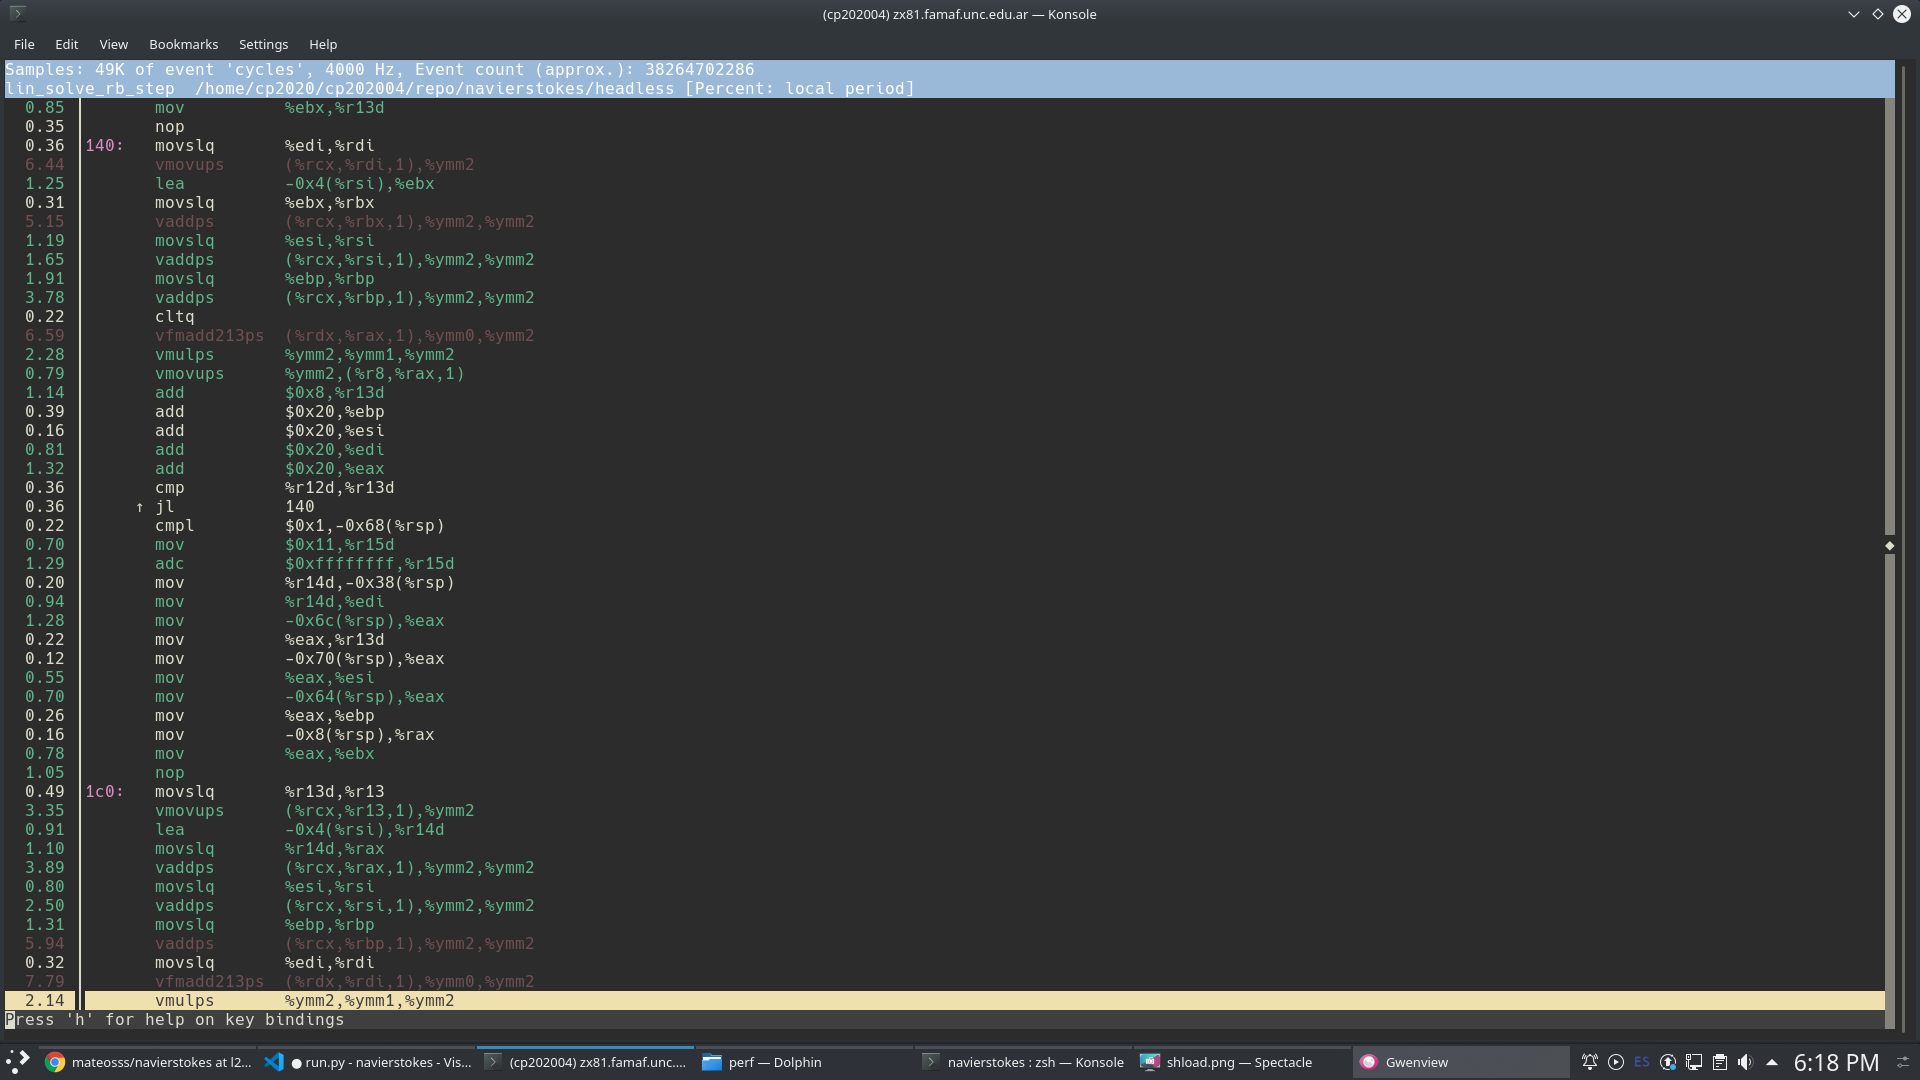 (cp202004) zx81.famaf.unc.edu.ar — Konsole
File Edit View Bookmarks Settings Help
Samples: 49K of event 'cycles', 4000 Hz, Event count (approx.): 38264702286
lin_solve_rb_step  /home/cp2020/cp202004/repo/navierstokes/headless [Percent: local period]
0.85 mov %ebx,%r13d
0.35 nop
0.36 140: movslq %edi,%rdi
6.44 vmovups (%rcx,%rdi,1),%ymm2
1.25 lea -0x4(%rsi),%ebx
0.31 movslq %ebx,%rbx
5.15 vaddps (%rcx,%rbx,1),%ymm2,%ymm2
1.19 movslq %esi,%rsi
1.65 vaddps (%rcx,%rsi,1),%ymm2,%ymm2
1.91 movslq %ebp,%rbp
3.78 vaddps (%rcx,%rbp,1),%ymm2,%ymm2
0.22 cltq
6.59 vfmadd213ps (%rdx,%rax,1),%ymm0,%ymm2
2.28 vmulps %ymm2,%ymm1,%ymm2
0.79 vmovups %ymm2,(%r8,%rax,1)
1.14 add $0x8,%r13d
0.39 add $0x20,%ebp
0.16 add $0x20,%esi
0.81 add $0x20,%edi
1.32 add $0x20,%eax
0.36 cmp %r12d,%r13d
0.36 ↑ jl 140
0.22 cmpl $0x1,-0x68(%rsp)
0.70 mov $0x11,%r15d
1.29 adc $0xffffffff,%r15d
0.20 mov %r14d,-0x38(%rsp)
0.94 mov %r14d,%edi
1.28 mov -0x6c(%rsp),%eax
0.22 mov %eax,%r13d
0.12 mov -0x70(%rsp),%eax
0.55 mov %eax,%esi
0.70 mov -0x64(%rsp),%eax
0.26 mov %eax,%ebp
0.16 mov -0x8(%rsp),%rax
0.78 mov %eax,%ebx
1.05 nop
0.49 1c0: movslq %r13d,%r13
3.35 vmovups (%rcx,%r13,1),%ymm2
0.91 lea -0x4(%rsi),%r14d
1.10 movslq %r14d,%rax
3.89 vaddps (%rcx,%rax,1),%ymm2,%ymm2
0.80 movslq %esi,%rsi
2.50 vaddps (%rcx,%rsi,1),%ymm2,%ymm2
1.31 movslq %ebp,%rbp
5.94 vaddps (%rcx,%rbp,1),%ymm2,%ymm2
0.32 movslq %edi,%rdi
7.79 vfmadd213ps (%rdx,%rdi,1),%ymm0,%ymm2
2.14 vmulps %ymm2,%ymm1,%ymm2
Press 'h' for help on key bindings
mateosss/navierstokes at l2... ● run.py - navierstokes - Vis... (cp202004) zx81.famaf.unc.... perf — Dolphin navierstokes : zsh — Konsole shload.png — Spectacle Gwenview ES 6:18 PM